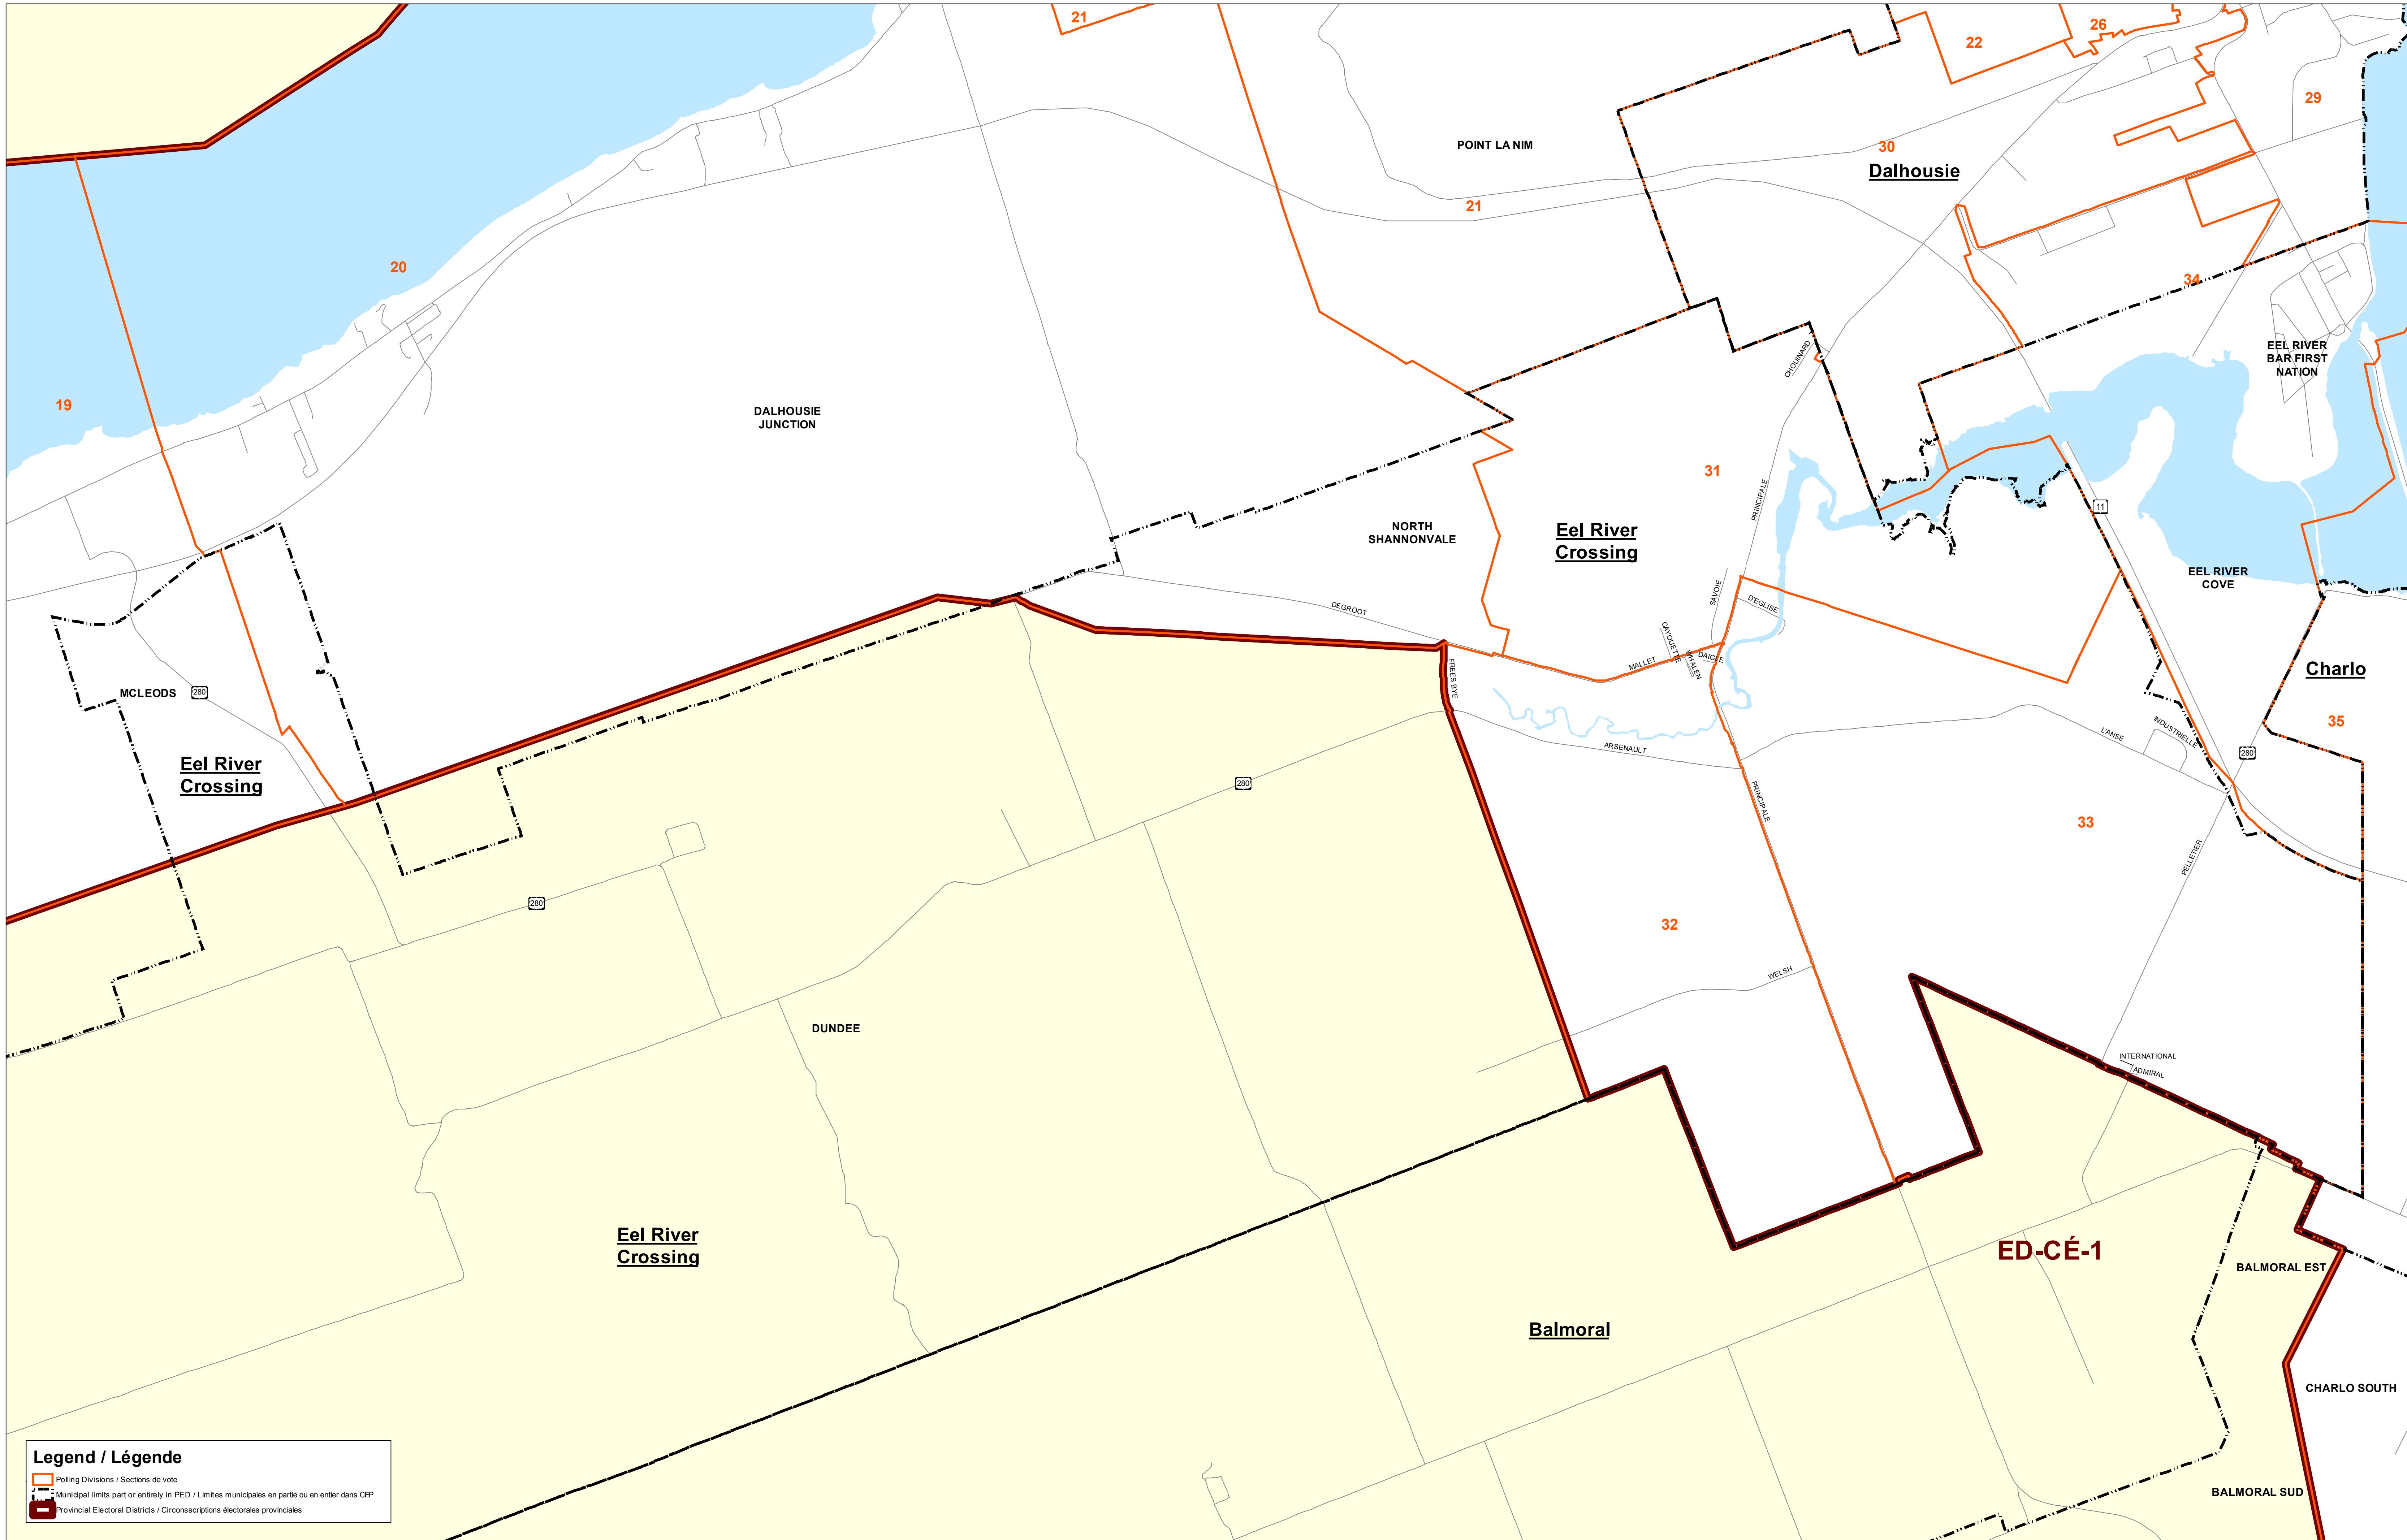 21
26
22
29
POINT LA NIM
30
Dalhousie
21
20
34
EEL RIVER
BAR FIRST
NATION
CHOUINARD
19
DALHOUSIE
JUNCTION
31
PRINCIPALE
11
NORTH
SHANNONVALE
Eel River
Crossing
EEL RIVER
COVE
SAVOIE
D'EGLISE
DEGROOT
CAYOUETTE
WHALEN
DAIGLE
MALLET
FREES BYE
Charlo
MCLEODS
280
35
INDUSTRIELLE
L'ANSE
ARSENAULT
280
Eel River
Crossing
280
PRINCIPALE
33
PELLETIER
280
32
WELSH
DUNDEE
INTERNATIONAL
ADMIRAL
Eel River
Crossing
ED-CÉ-1
BALMORAL EST
Balmoral
CHARLO SOUTH
BALMORAL SUD
Legend / Légende
Polling Divisions / Sections de vote
Municipal limits part or entirely in PED / Limites municipales en partie ou en entier dans CEP
Provincial Electoral Districts / Circonsscriptions électorales provinciales